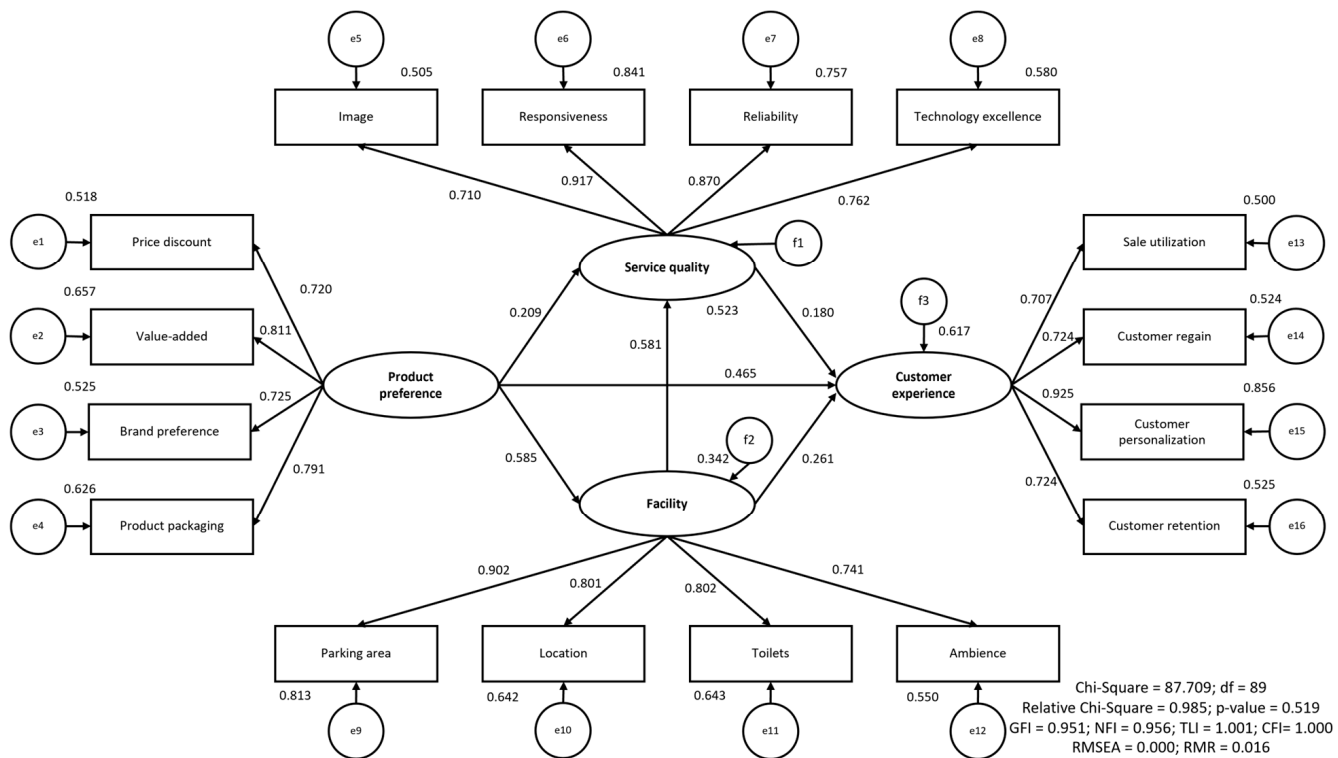 e5
e6
e7
e8
0.505
0.841
0.757
0.580
Image
Responsiveness
Reliability
Technology excellence
0.710
0.917
0.870
0.762
0.518
0.500
e1
Price discount
Service quality
f1
Sale utilization
e13
0.720
0.707
0.657
0.209
0.523
0.180
f3
0.524
e2
Value-added
0.811
0.581
0.617
0.724
Customer regain
e14
0.525
0.725
Product
preference
0.465
Customer
experience
0.925
0.856
e3
Brand preference
Customer
personalization
e15
0.791
0.585
f2
0.342
0.261
0.724
0.626
0.525
e4
Product packaging
Facility
Customer retention
e16
0.902
0.801
0.802
0.741
Parking area
Location
Toilets
Ambience
0.813
0.642
0.643
0.550
e9
e10
e11
e12
Chi-Square = 87.709; df = 89
Relative Chi-Square = 0.985; p-value = 0.519
GFI = 0.951; NFI = 0.956; TLI = 1.001; CFI= 1.000
RMSEA = 0.000; RMR = 0.016